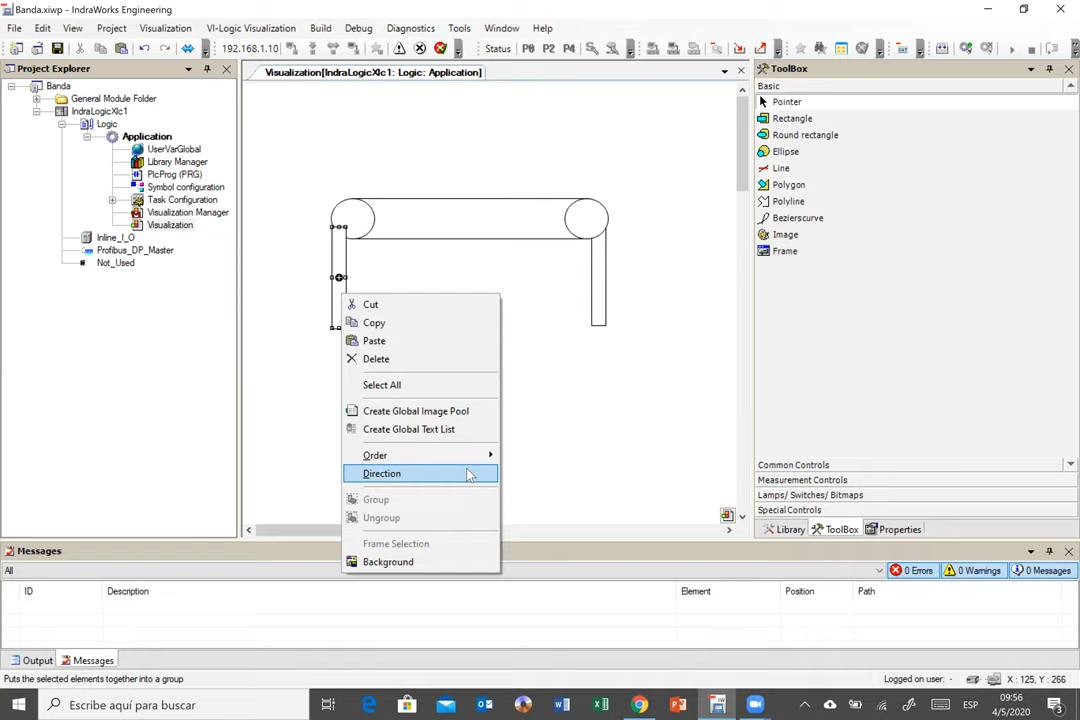 Banda.xiwp - IndraWorks Engineering
File Edit View Project Visualization VI-Logic Visualization Build Debug Diagnostics Tools Window Help
192.168.1.10 Status P0 P2 P4
Project Explorer
Visualization[IndraLogicXlc1: Logic: Application]
ToolBox
Banda
General Module Folder
IndraLogicXlc1
Logic
Application
UserVarGlobal
Library Manager
PlcProg (PRG)
Symbol configuration
Task Configuration
Visualization Manager
Visualization
Inline_I_O
Profibus_DP_Master
Not_Used
Cut
Copy
Paste
Delete
Select All
Create Global Image Pool
Create Global Text List
Order
Direction
Group
Ungroup
Frame Selection
Background
Basic
Pointer
Rectangle
Round rectangle
Ellipse
Line
Polygon
Polyline
Bezierscurve
Image
Frame
Common Controls
Measurement Controls
Lamps/ Switches/ Bitmaps
Special Controls
Library ToolBox Properties
Messages
All 0 Errors 0 Warnings 0 Messages
ID Description Element Position Path
Output Messages
Puts the selected elements together into a group Logged on user: - X : 125, Y : 266
Escribe aquí para buscar
ESP
09:56
4/5/2020
3